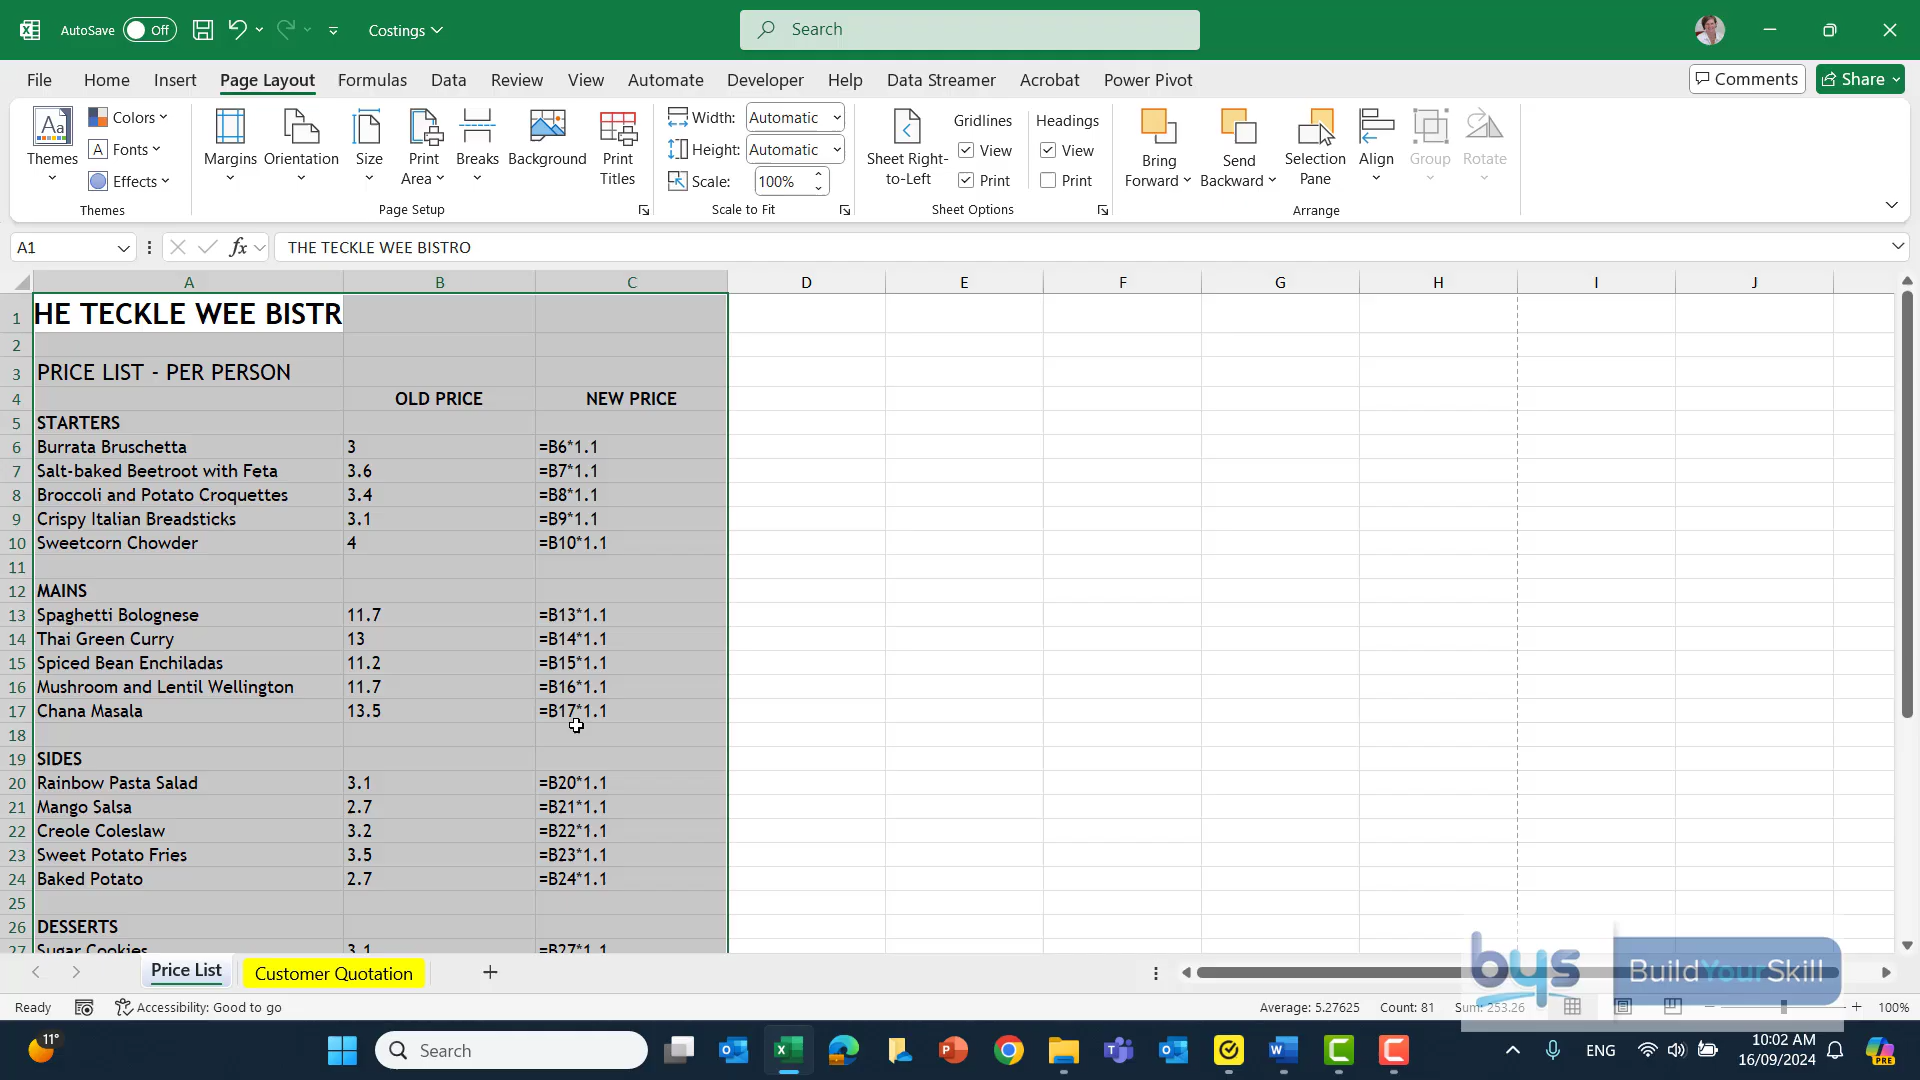 AutoSave Off Costings Search
File Home Insert Page Layout Formulas Data Review View Automate Developer Help Data Streamer Acrobat Power Pivot Comments Share
Themes Colors Fonts Effects Themes
Margins Orientation Size Print Area Breaks Background Print Titles Page Setup
Width: Automatic Height: Automatic Scale: 100% Scale to Fit
Sheet Right-to-Left Gridlines View Print Headings View Print Sheet Options
Bring Forward Send Backward Selection Pane Align Group Rotate Arrange
A1 fx THE TECKLE WEE BISTRO
A B C D E F G H I J
1 HE TECKLE WEE BISTR
2
3 PRICE LIST - PER PERSON
4 OLD PRICE NEW PRICE
5 STARTERS
6 Burrata Bruschetta 3 =B6*1.1
7 Salt-baked Beetroot with Feta 3.6 =B7*1.1
8 Broccoli and Potato Croquettes 3.4 =B8*1.1
9 Crispy Italian Breadsticks 3.1 =B9*1.1
10 Sweetcorn Chowder 4 =B10*1.1
11
12 MAINS
13 Spaghetti Bolognese 11.7 =B13*1.1
14 Thai Green Curry 13 =B14*1.1
15 Spiced Bean Enchiladas 11.2 =B15*1.1
16 Mushroom and Lentil Wellington 11.7 =B16*1.1
17 Chana Masala 13.5 =B17*1.1
18
19 SIDES
20 Rainbow Pasta Salad 3.1 =B20*1.1
21 Mango Salsa 2.7 =B21*1.1
22 Creole Coleslaw 3.2 =B22*1.1
23 Sweet Potato Fries 3.5 =B23*1.1
24 Baked Potato 2.7 =B24*1.1
25
26 DESSERTS
27 Sugar Cookies 3.1 =B27*1.1
bys BuildYourSkill
Price List Customer Quotation
Ready Accessibility: Good to go Average: 5.27625 Count: 81 Sum: 253.26 100%
11° Search ENG 10:02 AM
16/09/2024
PRE